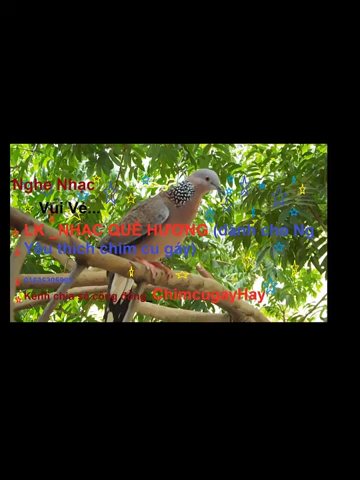 Nghe Nhạc
Vui Vẻ...
LK _NHẠC QUÊ HƯƠNG (dành cho Ng
Yêu thích chim cu gáy)
Kênh chia sẻ cộng đồng ChimcugayHay